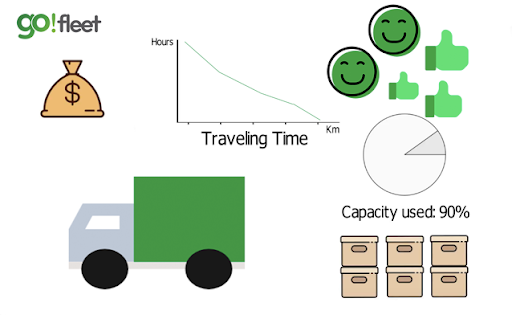 go!fleet
Hours
Km
Traveling Time
Capacity used: 90%
$